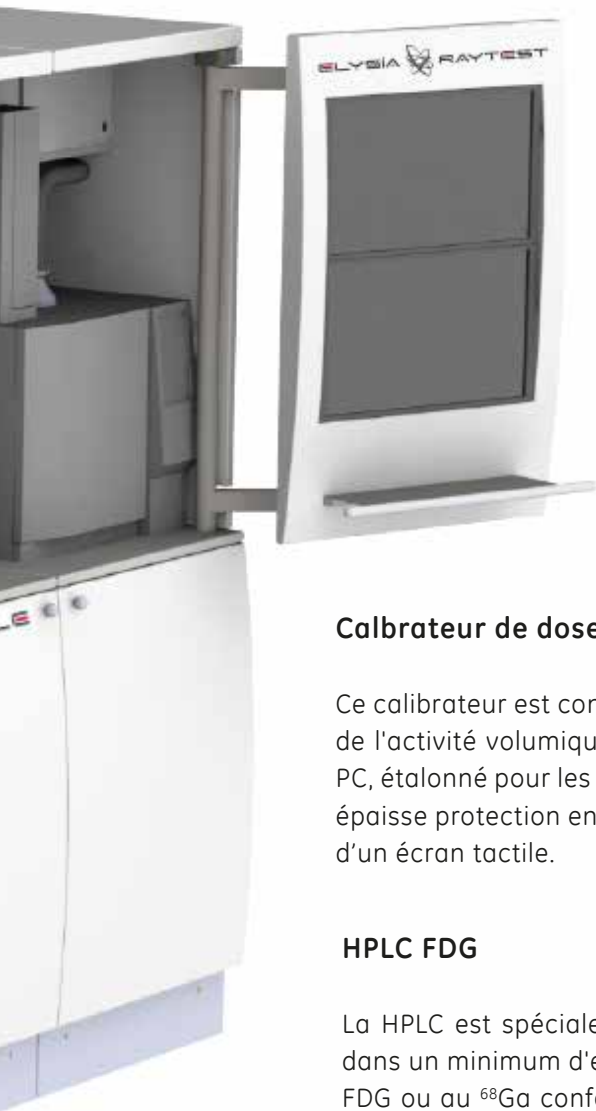 ELYSIA RAYTEST
LE
Calbrateur de dose
Ce calibrateur est con
de l'activité volumiqu
PC, étalonné pour les
épaisse protection en
d'un écran tactile.
HPLC FDG
La HPLC est spéciale
dans un minimum d'e
FDG ou au ⁶⁸Ga confo